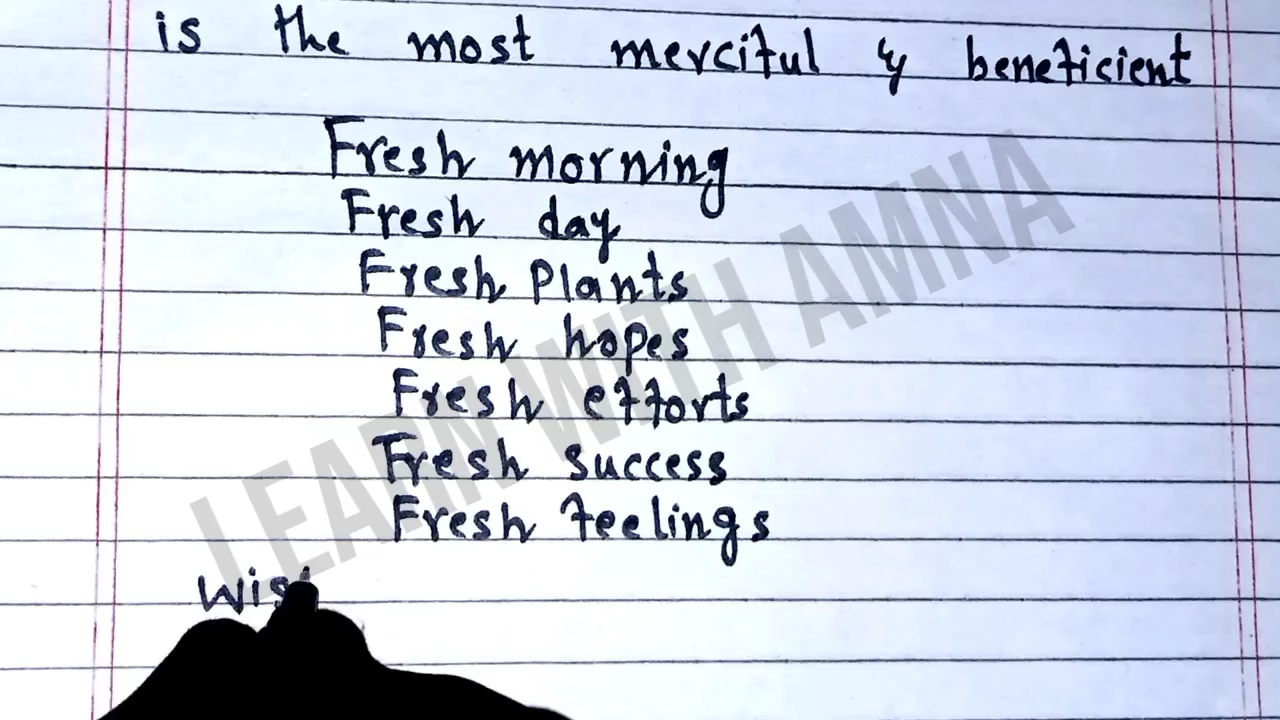 is the most merciful & beneficient
Fresh morning
Fresh day
Fresh Plants
Fresh hopes
Fresh efforts
Fresh success
Fresh feelings
Wis
LEARN WITH AMNA